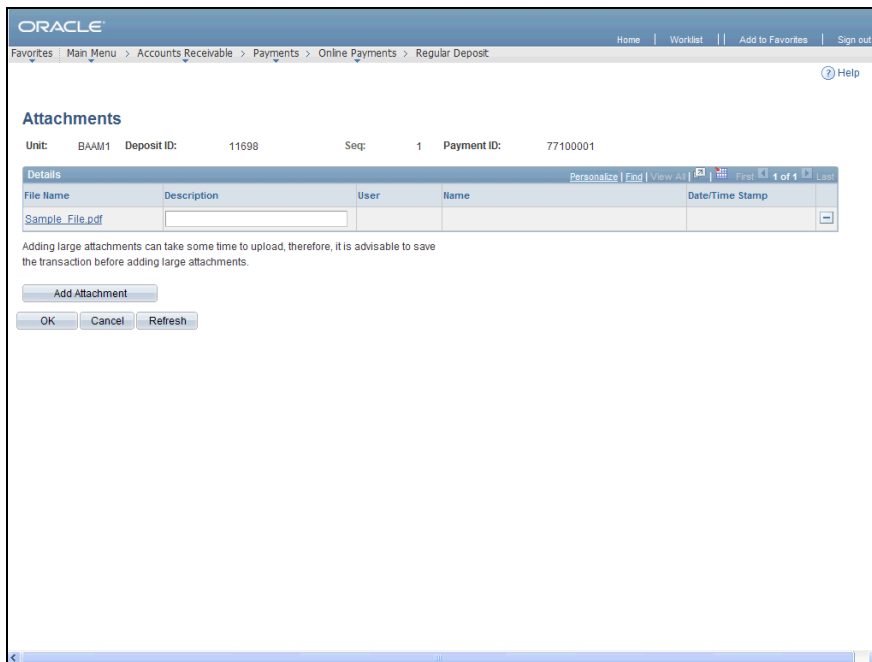 ORACLE
Home | Worklist || Add to Favorites | Sign out
Favorites Main Menu > Accounts Receivable > Payments > Online Payments > Regular Deposit
? Help
Attachments
Unit: BAAM1 Deposit ID: 11698 Seq: 1 Payment ID: 77100001
Details Personalize | Find | View All | | First 1 of 1 Last
File Name Description User Name Date/Time Stamp
Sample_File.pdf
Adding large attachments can take some time to upload, therefore, it is advisable to save
the transaction before adding large attachments.
Add Attachment
OK Cancel Refresh